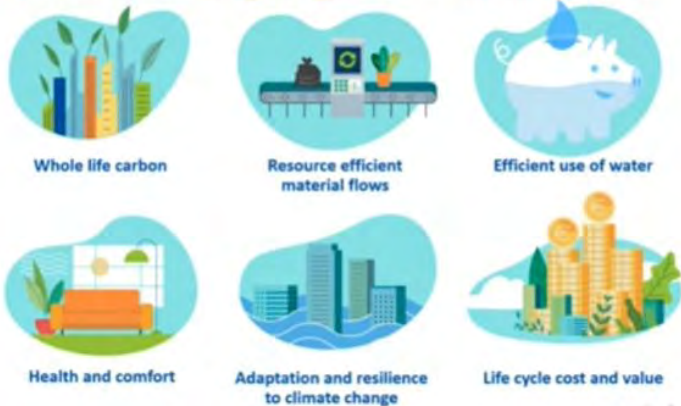 Whole life carbon
Resource efficient
material flows
Efficient use of water
Health and comfort
Adaptation and resilience
to climate change
Life cycle cost and value